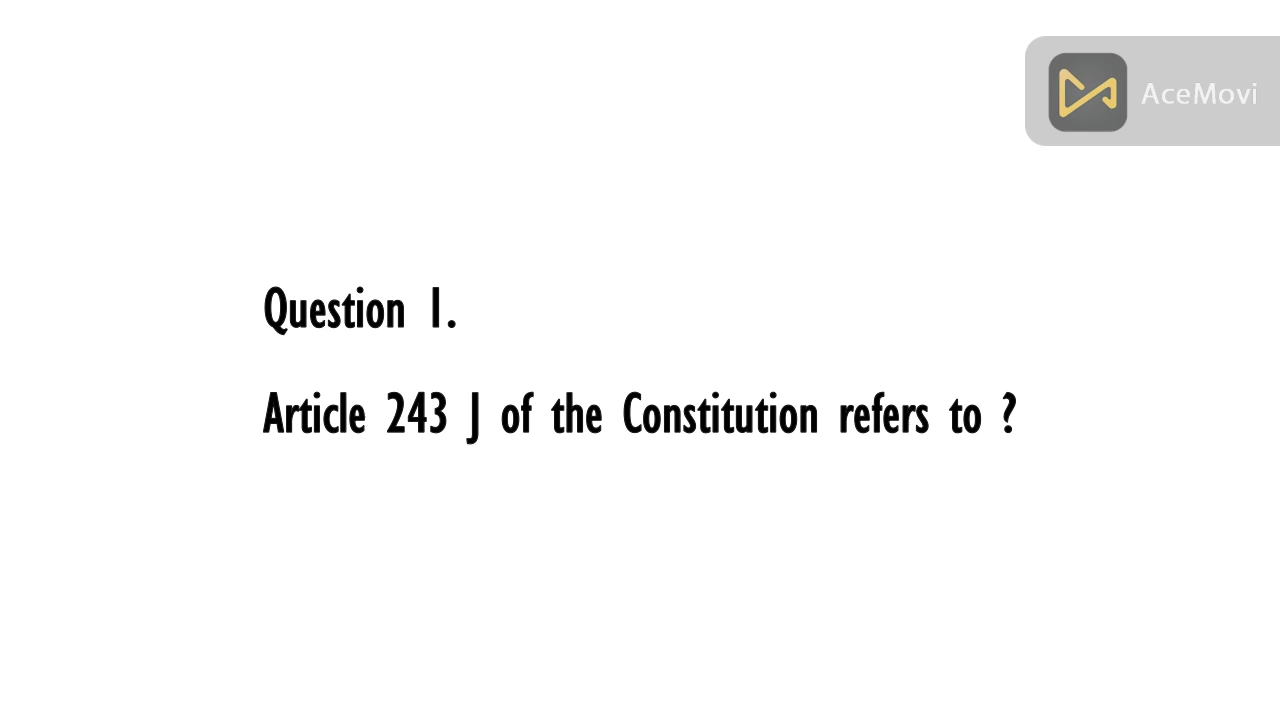 AceMovi
Question 1.
Article 243 J of the Constitution refers to ?